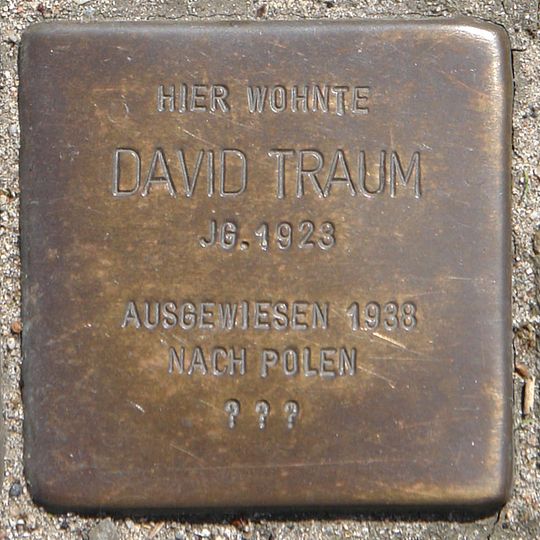 HIER WOHNTE
DAVID TRAUM
JG. 1923
AUSGEWIESEN 1938
NACH POLEN
? ? ?